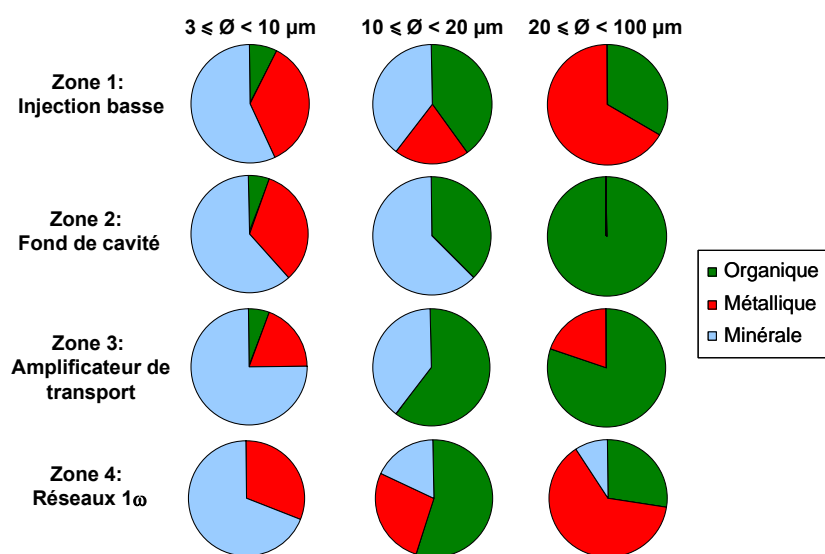 3 ⩽ Ø < 10 µm
10 ⩽ Ø < 20 µm
20 ⩽ Ø < 100 µm
Zone 1:
Injection basse
Zone 2:
Fond de cavité
Zone 3:
Amplificateur de
transport
Zone 4:
Réseaux 1ω
Organique
Métallique
Minérale